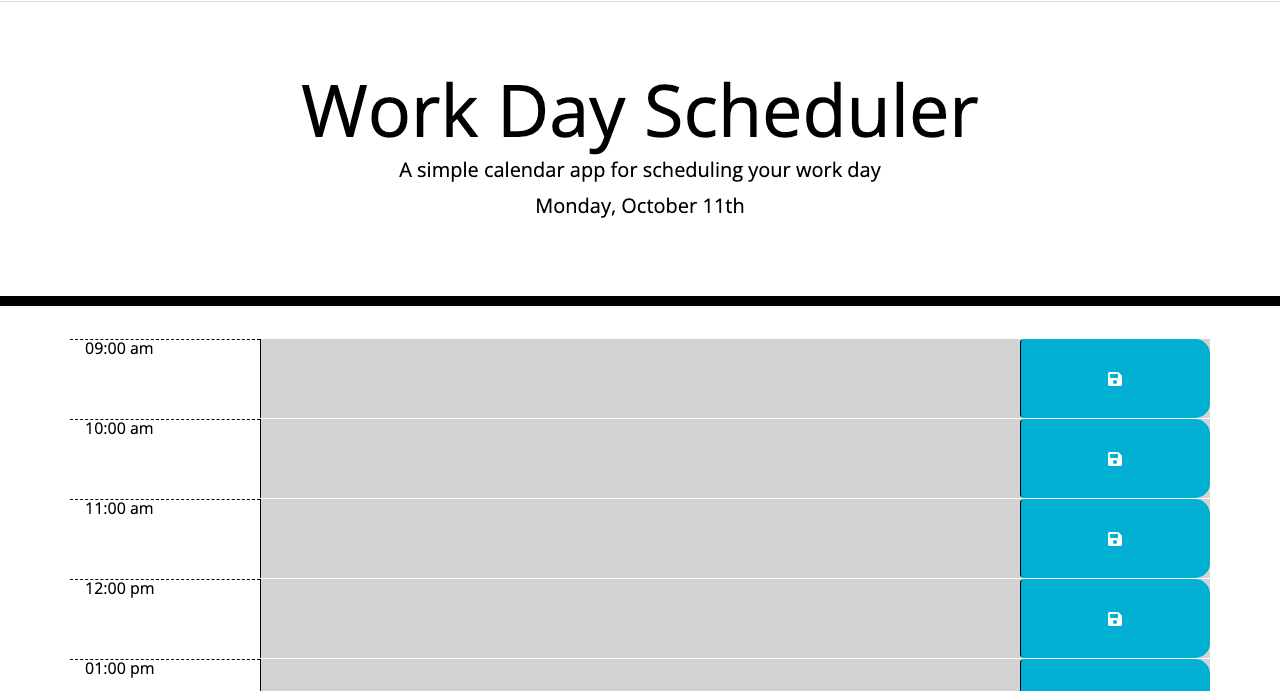 Work Day Scheduler
A simple calendar app for scheduling your work day
Monday, October 11th
09:00 am
10:00 am
11:00 am
12:00 pm
01:00 pm